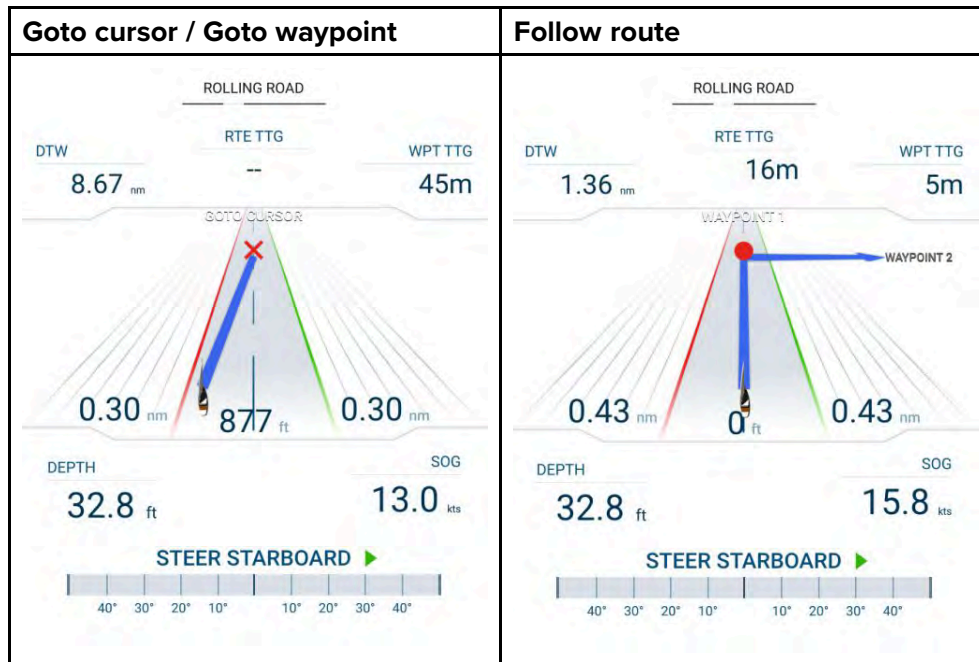 Goto cursor / Goto waypoint
ROLLING ROAD
RTE TTG
DTW
WPT TTG
--
8.67 nm
45m
GOTO CURSOR
0.30 nm
877 ft
0.30 nm
DEPTH
SOG
32.8 ft
13.0 kts
STEER STARBOARD
40° 30° 20° 10° 10° 20° 30° 40°
Follow route
ROLLING ROAD
RTE TTG
DTW
WPT TTG
16m
1.36 nm
5m
WAYPOINT 1
WAYPOINT 2
0.43 nm
0 ft
0.43 nm
DEPTH
SOG
32.8 ft
15.8 kts
STEER STARBOARD
40° 30° 20° 10° 10° 20° 30° 40°